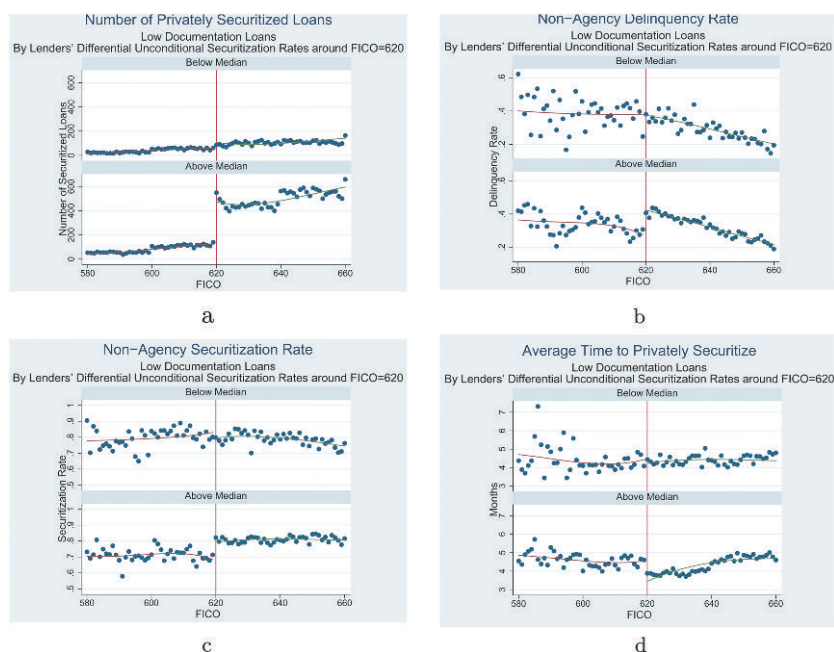 Number of Privately Securitized Loans
Low Documentation Loans
By Lenders' Differential Unconditional Securitization Rates around FICO=620
Below Median
Number of Securitized Loans
600
400
200
0
Above Median
600
400
200
0
580 600 620 640 660
FICO
a
Non-Agency Delinquency Rate
Low Documentation Loans
By Lenders' Differential Unconditional Securitization Rates around FICO=620
Below Median
Delinquency Rate
.6
.4
.2
Above Median
.6
.4
.2
580 600 620 640 660
FICO
b
Non-Agency Securitization Rate
Low Documentation Loans
By Lenders' Differential Unconditional Securitization Rates around FICO=620
Below Median
Securitization Rate
1
.9
.8
.7
.6
.5
Above Median
1
.9
.8
.7
.6
.5
580 600 620 640 660
FICO
c
Average Time to Privately Securitize
Low Documentation Loans
By Lenders' Differential Unconditional Securitization Rates around FICO=620
Below Median
Months
7
6
5
4
3
Above Median
7
6
5
4
3
580 600 620 640 660
FICO
d